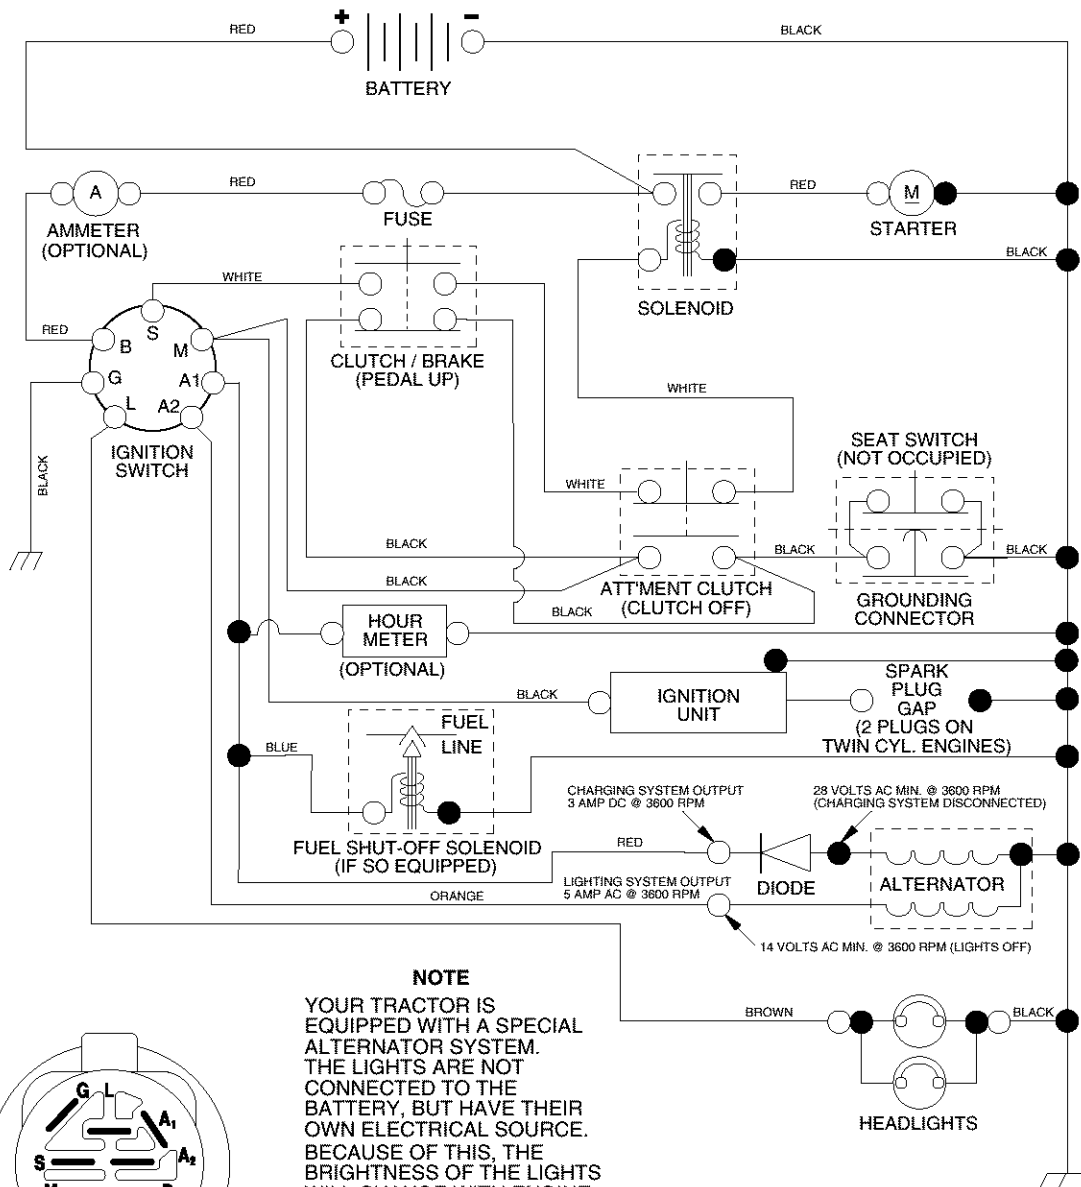 + -
RED
BLACK
BATTERY
A
RED
FUSE
RED
M
STARTER
AMMETER
(OPTIONAL)
BLACK
SOLENOID
WHITE
RED
S
B
M
G
A1
L
A2
IGNITION
SWITCH
CLUTCH / BRAKE
(PEDAL UP)
WHITE
BLACK
WHITE
SEAT SWITCH
(NOT OCCUPIED)
BLACK
BLACK
BLACK
BLACK
ATT'MENT CLUTCH
(CLUTCH OFF)
BLACK
GROUNDING
CONNECTOR
HOUR
METER
(OPTIONAL)
BLACK
IGNITION
UNIT
SPARK
PLUG
GAP
(2 PLUGS ON
TWIN CYL. ENGINES)
FUEL
LINE
BLUE
FUEL SHUT-OFF SOLENOID
(IF SO EQUIPPED)
CHARGING SYSTEM OUTPUT
3 AMP DC @ 3600 RPM
28 VOLTS AC MIN. @ 3600 RPM
(CHARGING SYSTEM DISCONNECTED)
RED
DIODE
ALTERNATOR
ORANGE
LIGHTING SYSTEM OUTPUT
5 AMP AC @ 3600 RPM
14 VOLTS AC MIN. @ 3600 RPM (LIGHTS OFF)
BROWN
BLACK
HEADLIGHTS
NOTE
YOUR TRACTOR IS
EQUIPPED WITH A SPECIAL
ALTERNATOR SYSTEM.
THE LIGHTS ARE NOT
CONNECTED TO THE
BATTERY, BUT HAVE THEIR
OWN ELECTRICAL SOURCE.
BECAUSE OF THIS, THE
BRIGHTNESS OF THE LIGHTS
G L
A1
A2
S